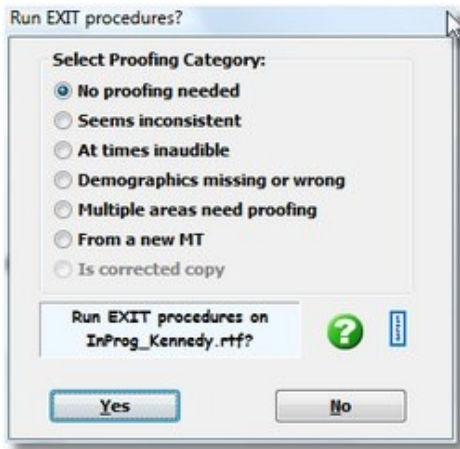 Run EXIT procedures?
Select Proofing Category:
No proofing needed
Seems inconsistent
At times inaudible
Demographics missing or wrong
Multiple areas need proofing
From a new MT
Is corrected copy
Run EXIT procedures on
InProg_Kennedy.rtf?
?
Yes
No